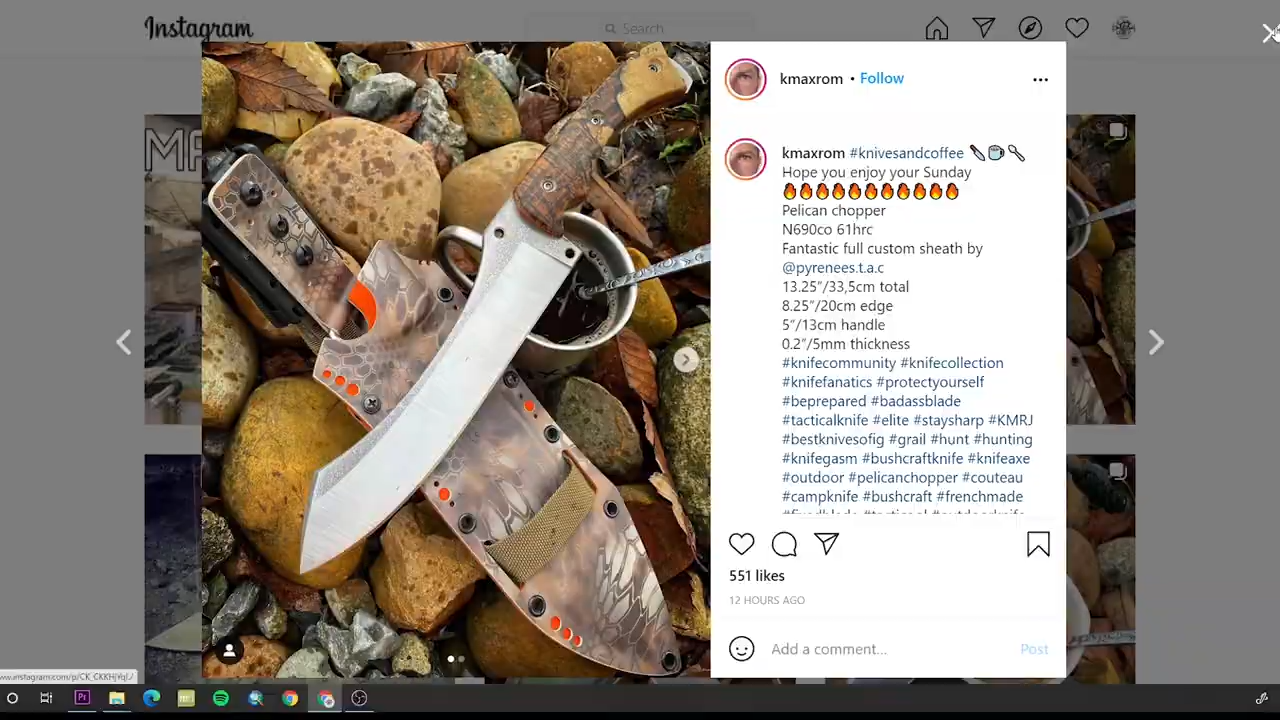 Instagram
Search
kmaxrom • Follow
kmaxrom #knivesandcoffee 🔪☕🥄
Hope you enjoy your Sunday
🔥🔥🔥🔥🔥🔥🔥🔥🔥🔥🔥
Pelican chopper
N690co 61hrc
Fantastic full custom sheath by
@pyrenees.t.a.c
13.25”/33,5cm total
8.25”/20cm edge
5”/13cm handle
0.2”/5mm thickness
#knifecommunity #knifecollection
#knifefanatics #protectyourself
#beprepared #badassblade
#tacticalknife #elite #staysharp #KMRJ
#bestknivesofig #grail #hunt #hunting
#knifegasm #bushcraftknife #knifeaxe
#outdoor #pelicanchopper #couteau
#campknife #bushcraft #frenchmade
551 likes
12 HOURS AGO
Add a comment... Post
Pr